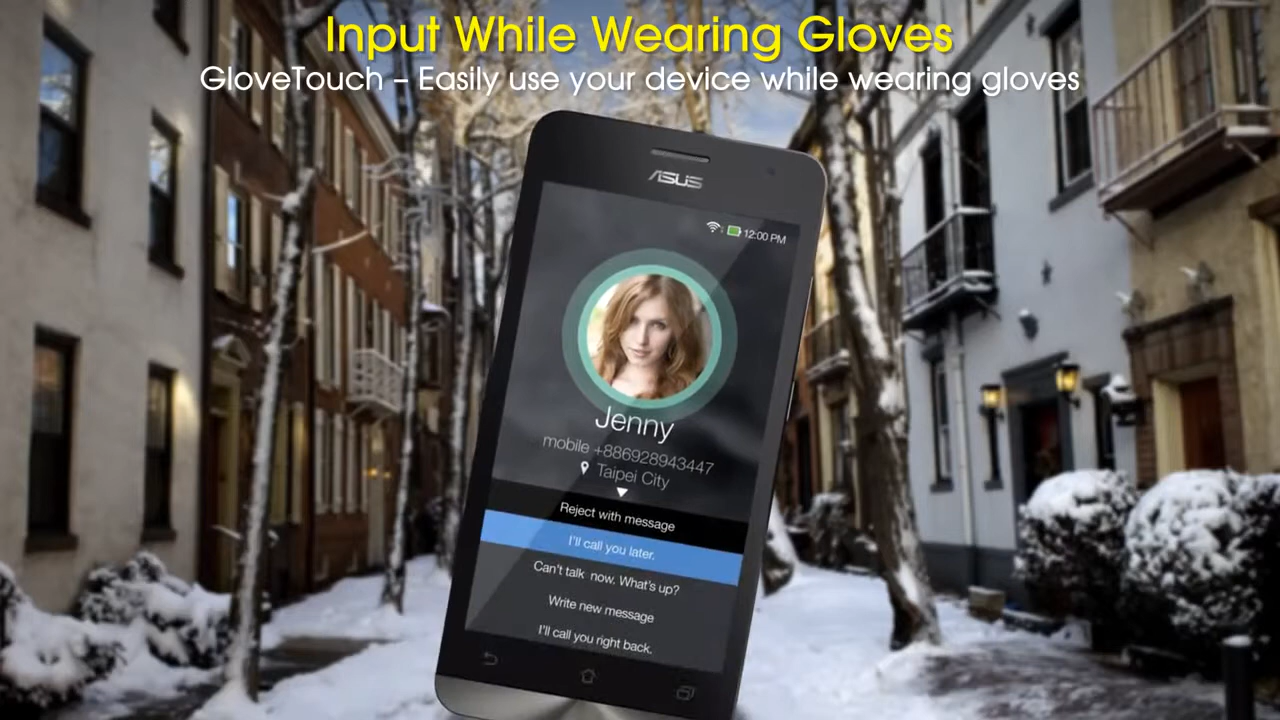 Input While Wearing Gloves
GloveTouch – Easily use your device while wearing gloves
ASUS
12:00 PM
Jenny
mobile +886928943447
Taipei City
Reject with message
I'll call you later.
Can't talk now. What's up?
Write new message
I'll call you right back.